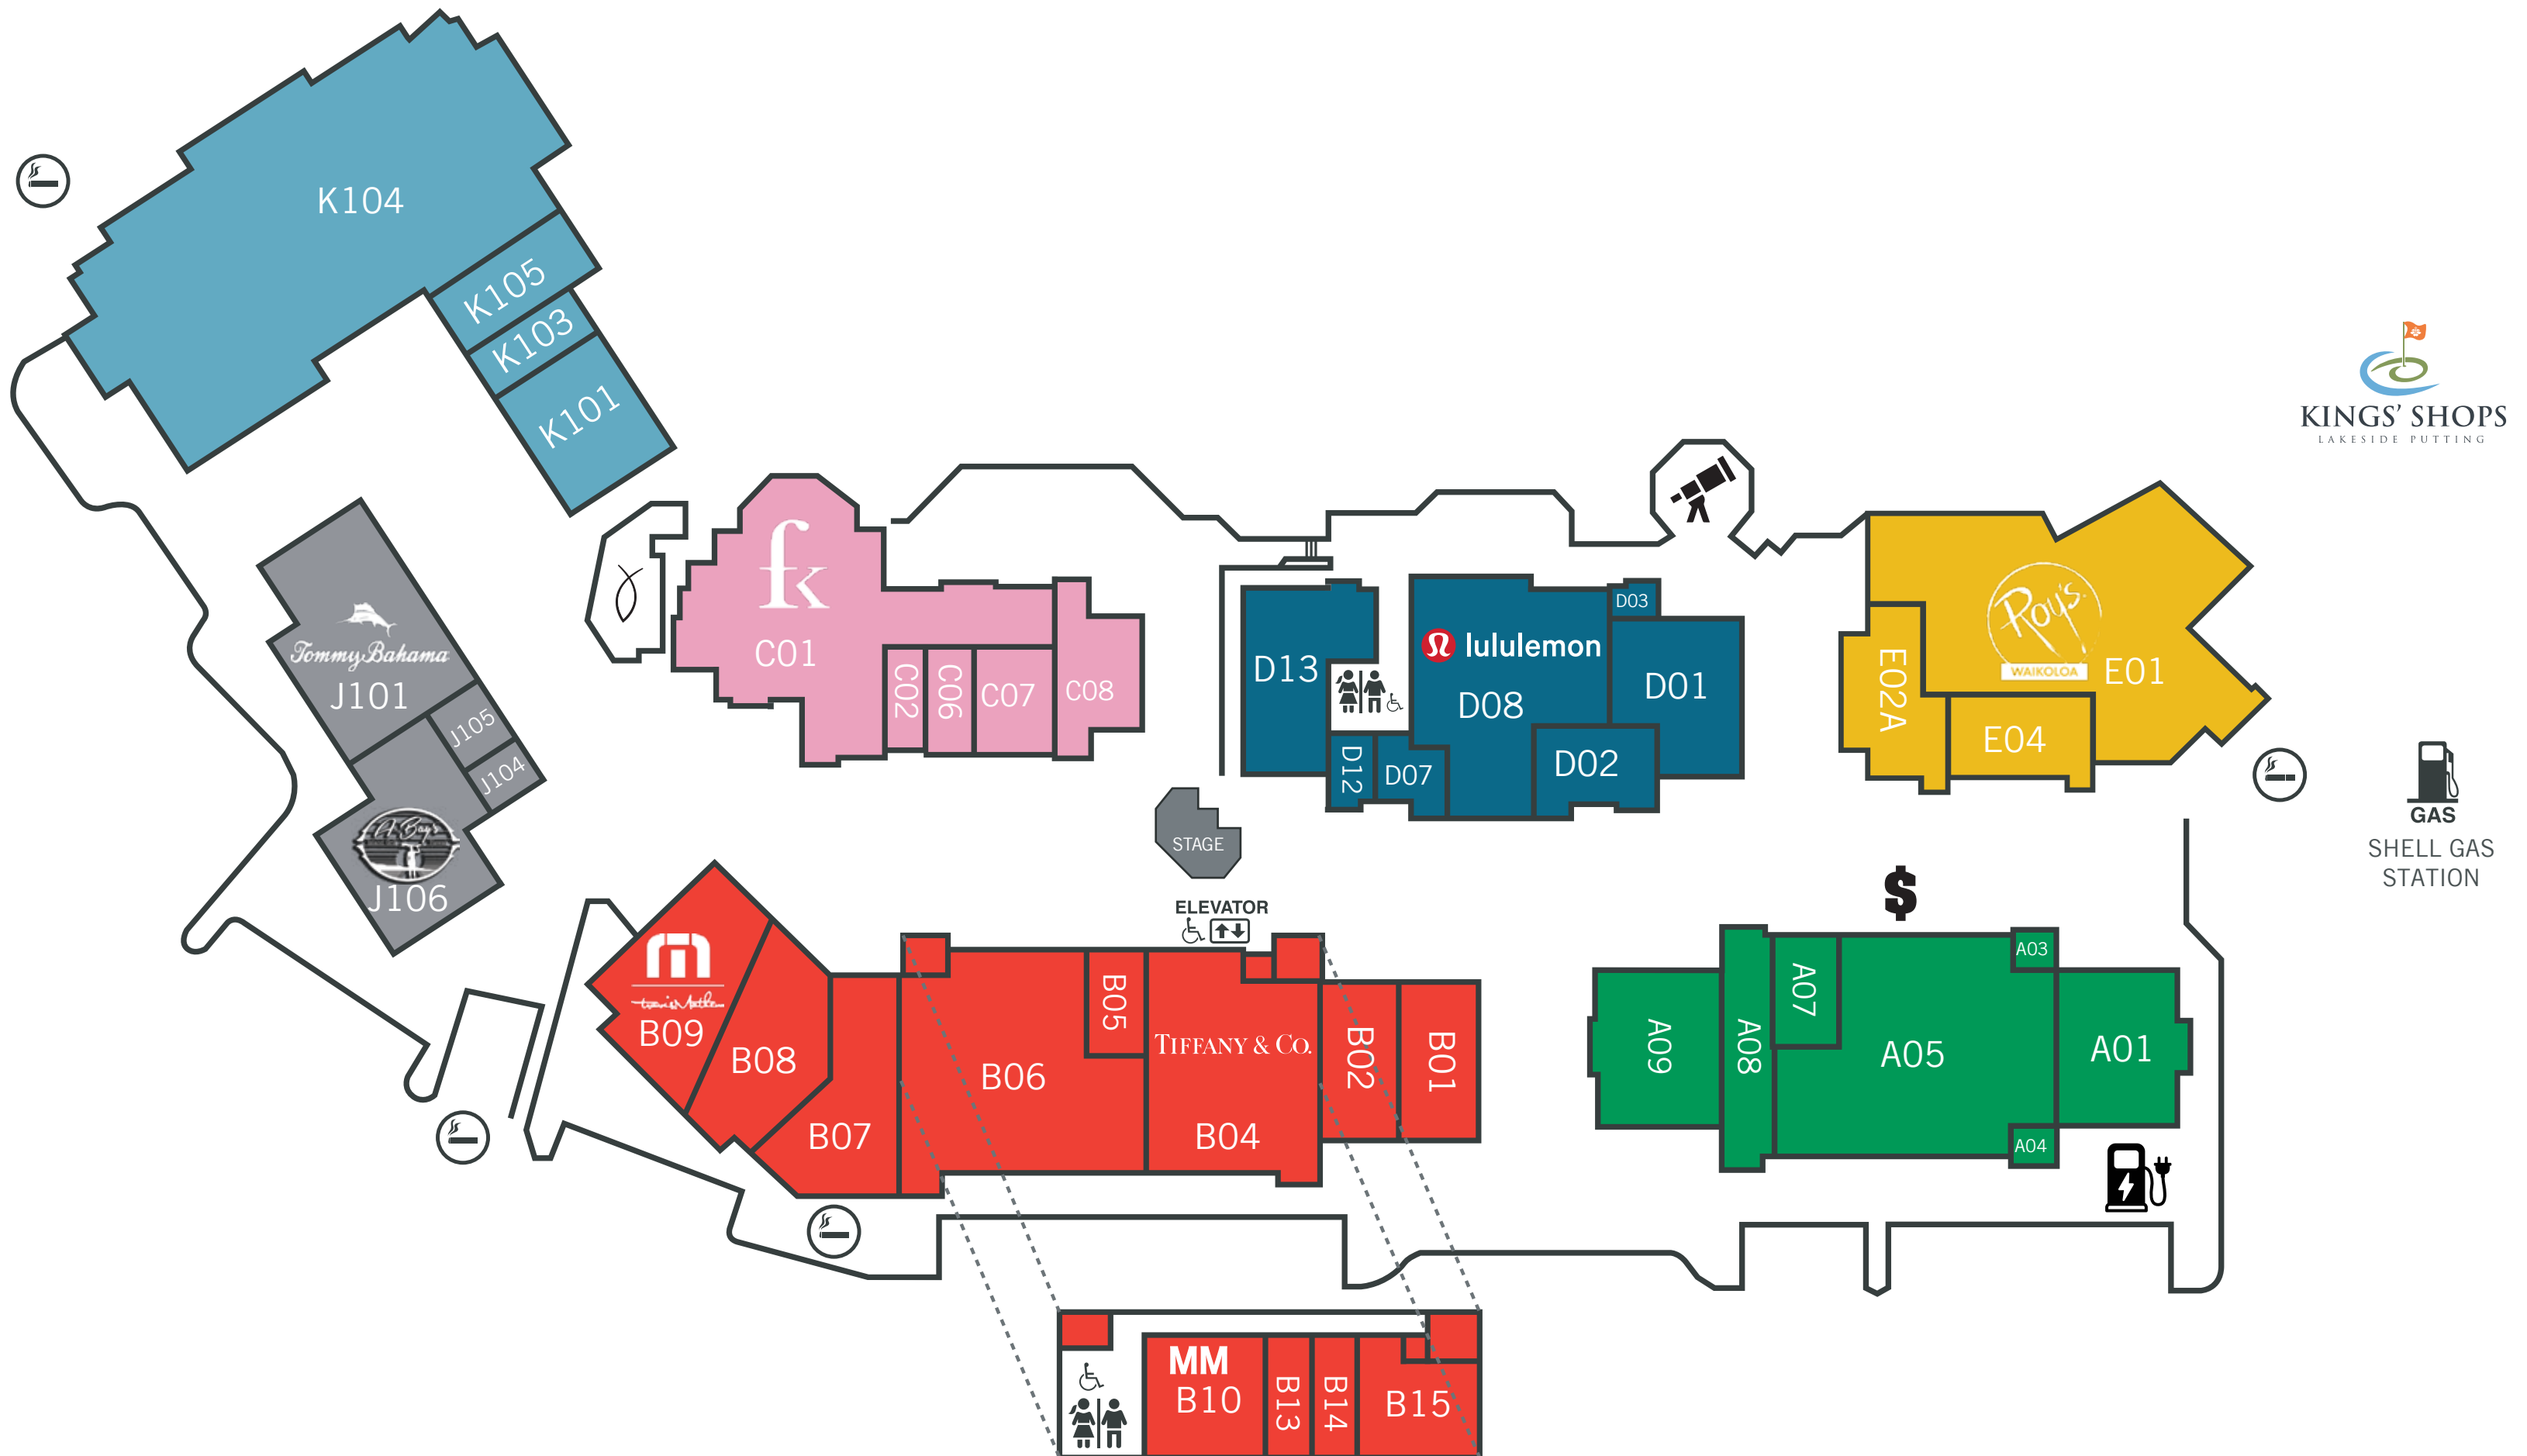 K104
K105
K103
K101
KINGS' SHOPS
LAKESIDE PUTTING
fk
C01
C02
C06
C07
C08
Tommy Bahama
J101
J105
J104
J106
D13
lululemon
D08
D03
D01
D02
D12
D07
Roy's
WAIKOLOA
E01
E02A
E04
GAS
SHELL GAS
STATION
STAGE
ELEVATOR
$
B09
B08
B07
B06
B05
TIFFANY & CO.
B04
B02
B01
A09
A08
A07
A05
A03
A01
A04
MM
B10
B13
B14
B15